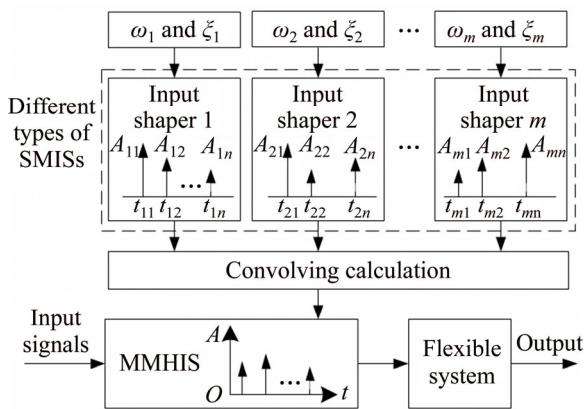 ω1 and ξ1 ω2 and ξ2 ... ωm and ξm
Different types of SMISs
Input shaper 1
A11 A12 A1n
...
t11 t12 t1n
Input shaper 2
A21 A22 A2n
t21 t22 t2n
...
Input shaper m
Am1 Am2 Amn
tm1 tm2 tmn
Convolving calculation
Input signals
MMHIS
A
...
O t
Flexible system
Output